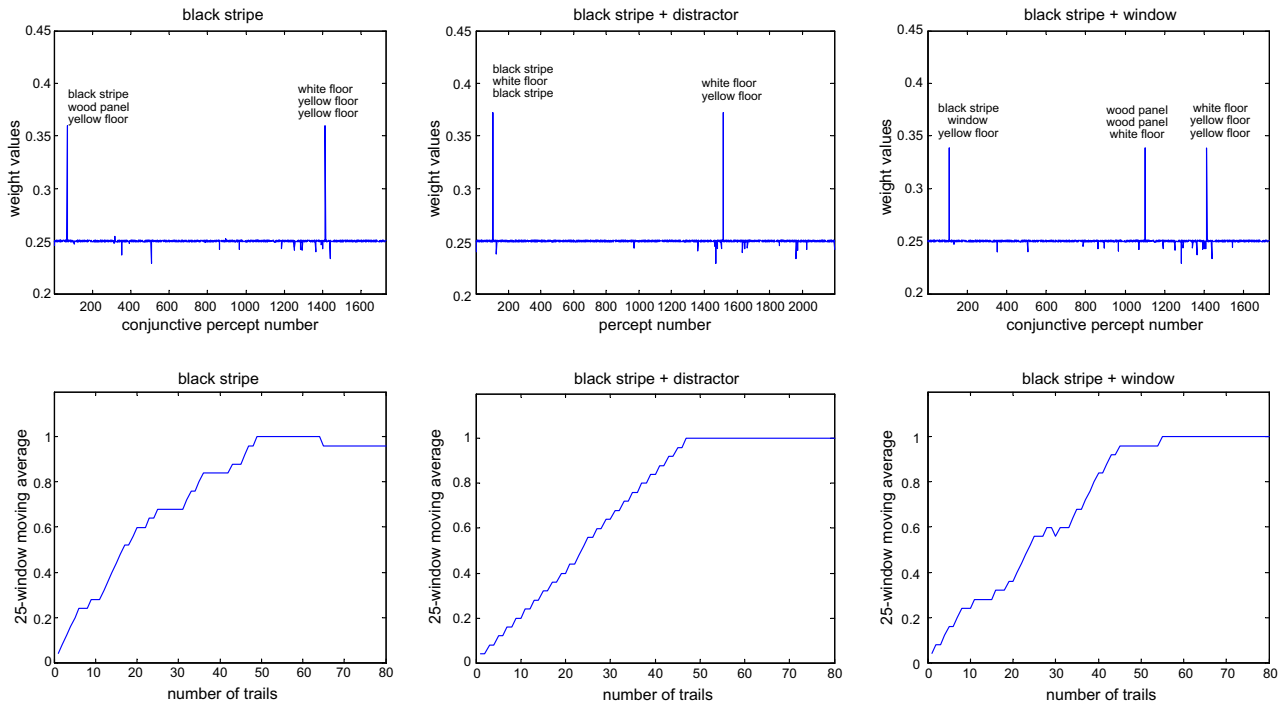 black stripe
0.45
0.4
0.35
0.3
0.25
0.2
weight values
black stripe
wood panel
yellow floor
white floor
yellow floor
yellow floor
200 400 600 800 1000 1200 1400 1600
conjunctive percept number
black stripe + distractor
0.45
0.4
0.35
0.3
0.25
0.2
weight values
black stripe
white floor
black stripe
white floor
yellow floor
200 400 600 800 1000 1200 1400 1600 1800 2000
percept number
black stripe + window
0.45
0.4
0.35
0.3
0.25
0.2
weight values
black stripe
window
yellow floor
wood panel
wood panel
white floor
white floor
yellow floor
yellow floor
200 400 600 800 1000 1200 1400 1600
conjunctive percept number
black stripe
1
0.8
0.6
0.4
0.2
0
25-window moving average
0 10 20 30 40 50 60 70 80
number of trails
black stripe + distractor
1
0.8
0.6
0.4
0.2
0
25-window moving average
0 10 20 30 40 50 60 70 80
number of trails
black stripe + window
1
0.8
0.6
0.4
0.2
0
25-window moving average
0 10 20 30 40 50 60 70 80
number of trails